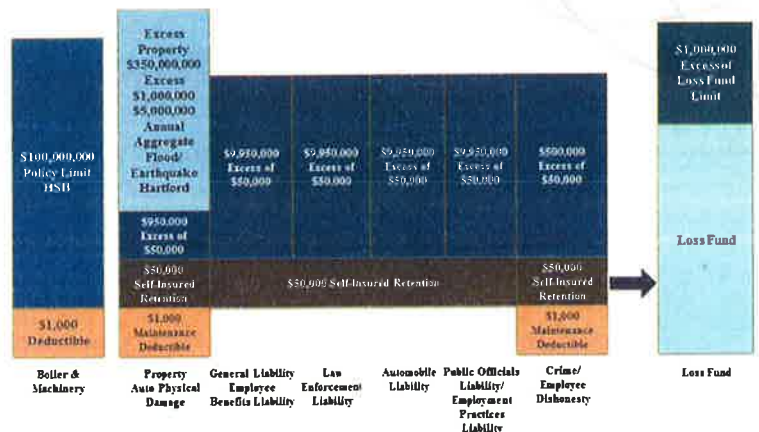 $100,000,000
Policy Limit
HSB
$1,000
Deductible
Boiler &
Machinery
Excess
Property
$350,000,000
Excess
$1,000,000
$5,000,000
Annual
Aggregate
Flood/
Earthquake
Hartford
$950,000
Excess of
$50,000
$50,000
Self-Insured
Retention
$1,000
Maintenance
Deductible
Property
Auto Physical
Damage
$9,950,000
Excess of
$50,000
General Liability
Employee
Benefits Liability
$9,950,000
Excess of
$50,000
Law
Enforcement
Liability
$9,950,000
Excess of
$50,000
Automobile
Liability
$9,950,000
Excess of
$50,000
Public Officials
Liability/
Employment
Practices
Liability
$50,000 Self-Insured Retention
$500,000
Excess of
$50,000
$50,000
Self-Insured
Retention
$1,000
Maintenance
Deductible
Crime/
Employee
Dishonesty
$1,000,000
Excess of
Loss Fund
Limit
Loss Fund
Loss Fund